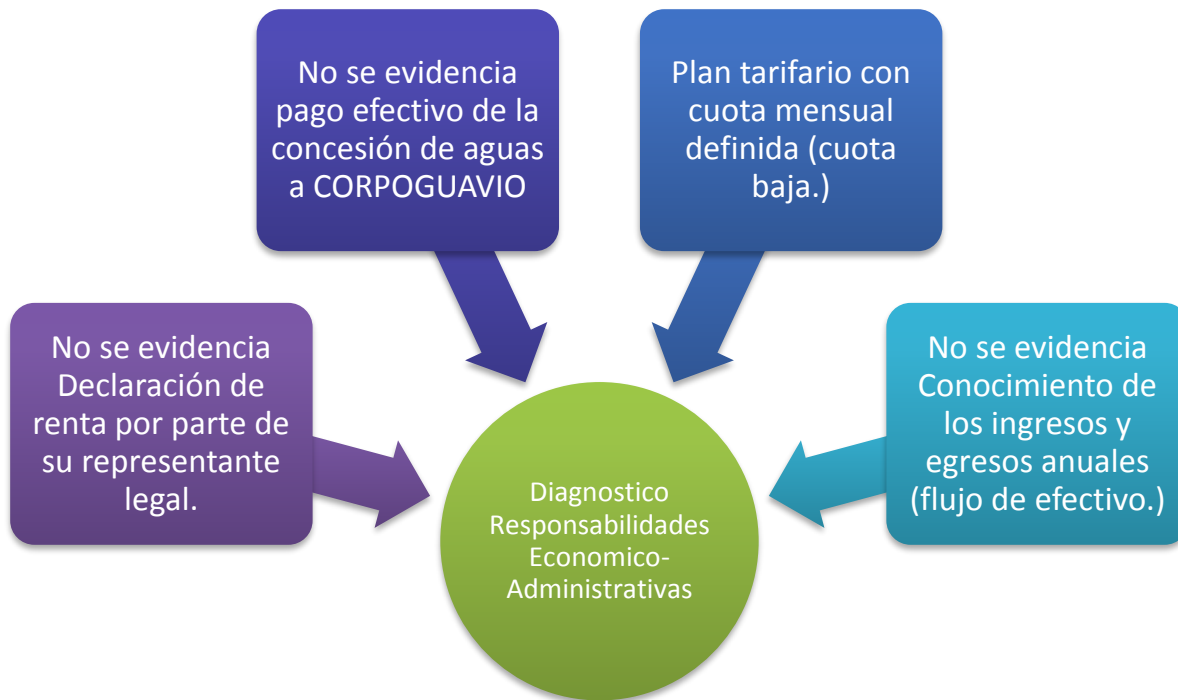 No se evidencia
pago efectivo de la
concesión de aguas
a CORPOGUAVIO
Plan tarifario con
cuota mensual
definida (cuota
baja.)
No se evidencia
Declaración de
renta por parte de
su representante
legal.
No se evidencia
Conocimiento de
los ingresos y
egresos anuales
(flujo de efectivo.)
Diagnostico
Responsabilidades
Economico-
Administrativas